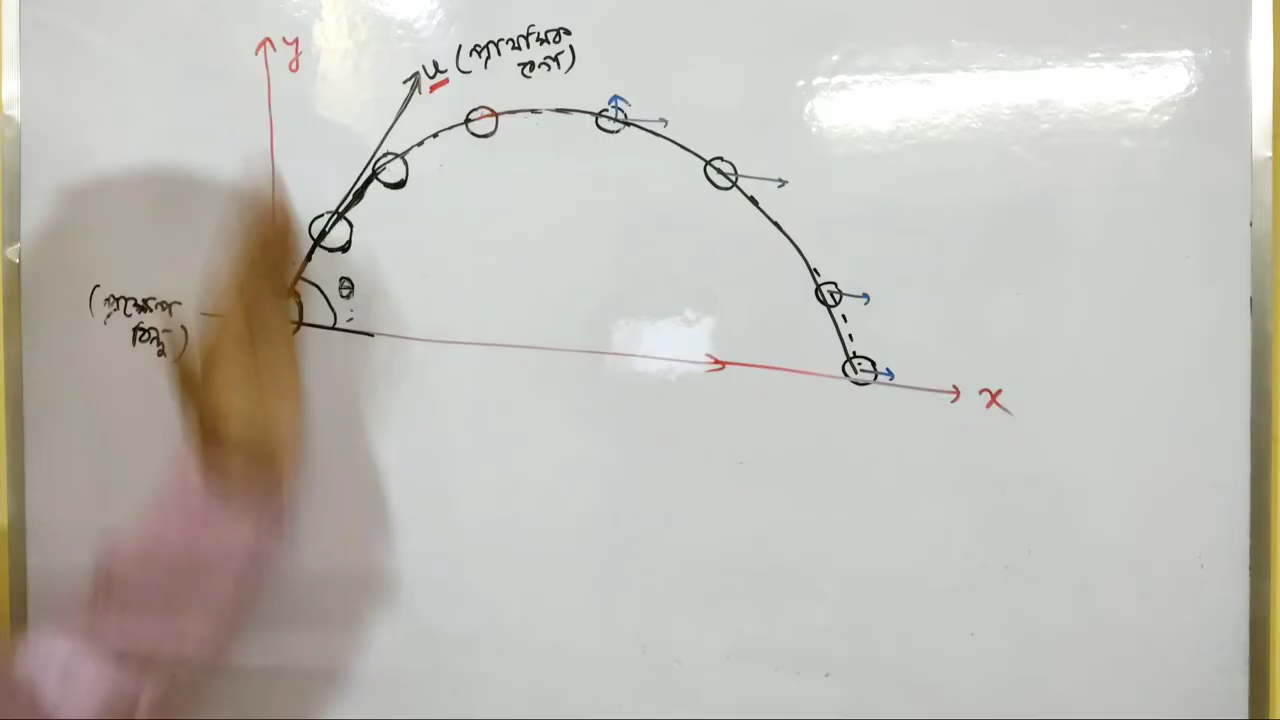 y
u (প্রাথমিক
বেগ)
θ
(প্রক্ষেপ
বিন্দু)
x